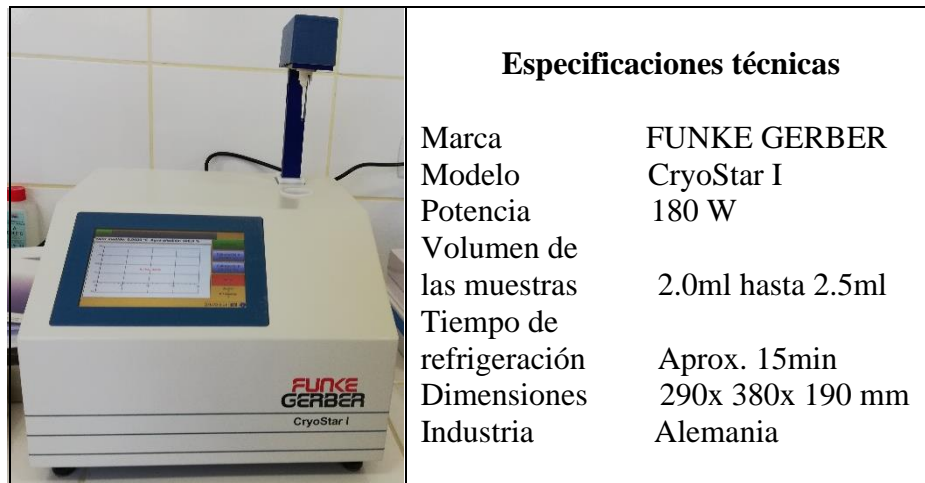 Especificaciones técnicas
Marca FUNKE GERBER
Modelo CryoStar I
Potencia 180 W
Volumen de
las muestras 2.0ml hasta 2.5ml
Tiempo de
refrigeración Aprox. 15min
Dimensiones 290x 380x 190 mm
Industria Alemania
FUNKE
GERBER
CryoStar I